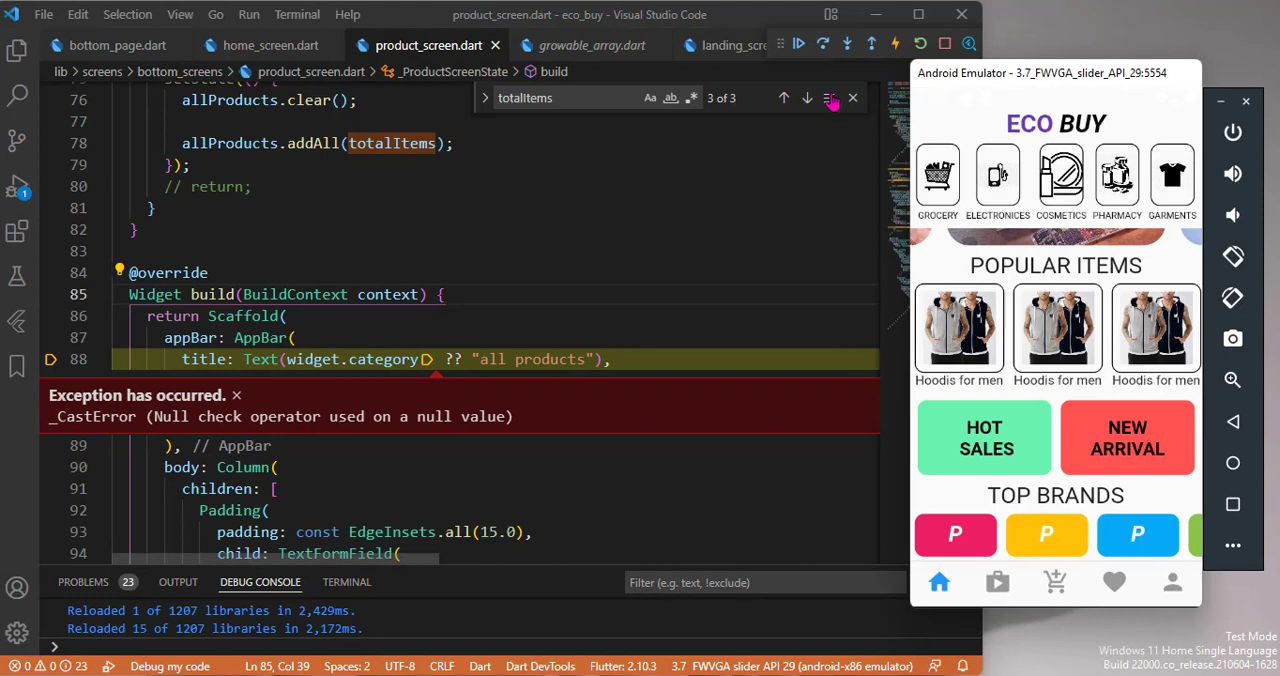 File Edit Selection View Go Run Terminal Help product_screen.dart - eco_buy - Visual Studio Code
bottom_page.dart home_screen.dart product_screen.dart growable_array.dart landing_scre
lib > screens > bottom_screens > product_screen.dart > _ProductScreenState > build
totalItems Aa ab .* 3 of 3
76 allProducts.clear();
77
78 allProducts.addAll(totalItems);
79 });
80 // return;
81 }
82 }
83
84 @override
85 Widget build(BuildContext context) {
86 return Scaffold(
87 appBar: AppBar(
88 title: Text(widget.category ?? "all products"),
Exception has occurred. ×
_CastError (Null check operator used on a null value)
89 ), // AppBar
90 body: Column(
91 children: [
92 Padding(
93 padding: const EdgeInsets.all(15.0),
94 child: TextFormField(
PROBLEMS 23 OUTPUT DEBUG CONSOLE TERMINAL Filter (e.g. text, !exclude)
Reloaded 1 of 1207 libraries in 2,429ms.
Reloaded 15 of 1207 libraries in 2,172ms.
>
0 0 23 Debug my code Ln 85, Col 39 Spaces: 2 UTF-8 CRLF Dart Dart DevTools Flutter: 2.10.3 3.7 FWVGA slider API 29 (android-x86 emulator)
1
Android Emulator - 3.7_FWVGA_slider_API_29:5554
ECO BUY
GROCERY ELECTRONICES COSMETICS PHARMACY GARMENTS
POPULAR ITEMS
Hoodis for men Hoodis for men Hoodis for men
HOT
SALES
NEW
ARRIVAL
TOP BRANDS
P P P
Test Mode
Windows 11 Home Single Language
Build 22000.co_release.210604-1628